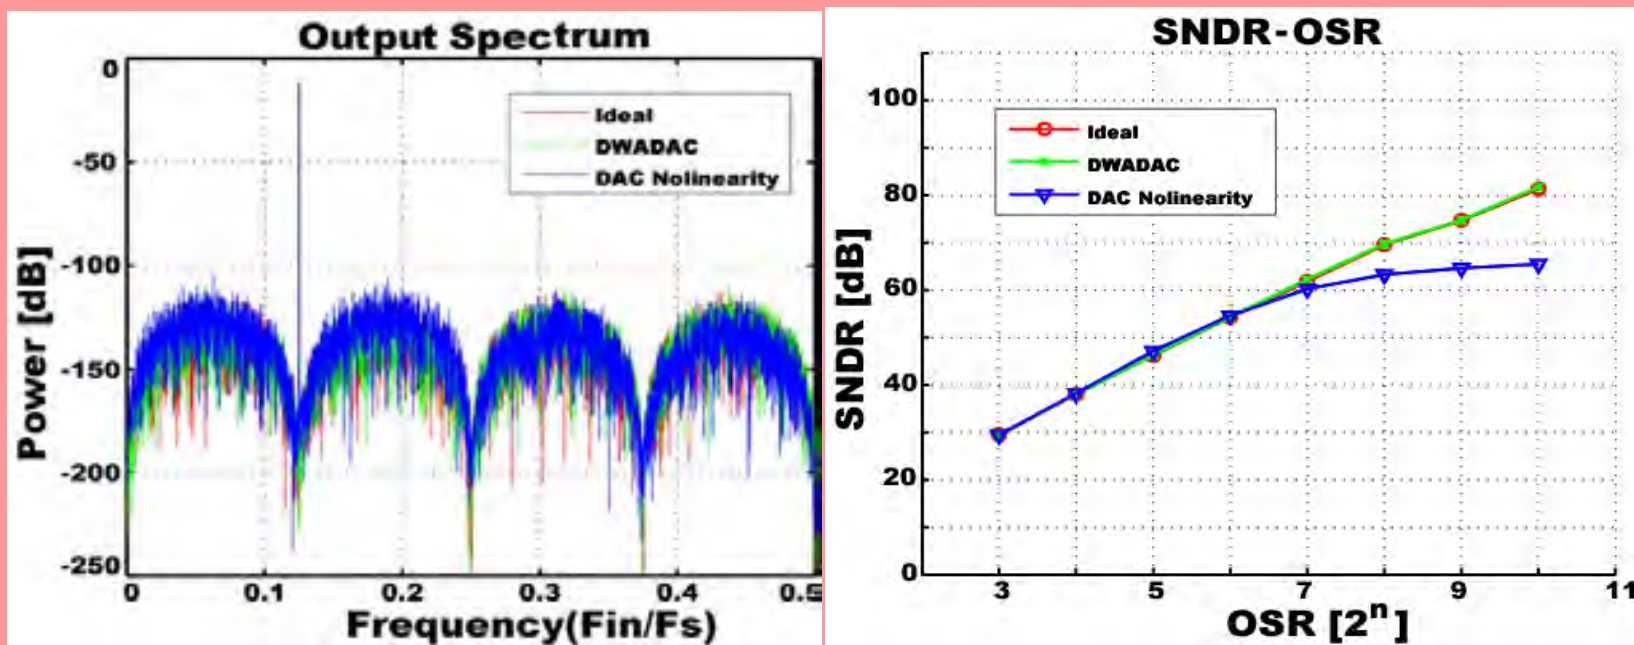 Output Spectrum
0
-50
-100
-150
-200
-250
Power [dB]
Ideal
DWADAC
DAC Nolinearity
0 0.1 0.2 0.3 0.4 0.5
Frequency(Fin/Fs)
SNDR-OSR
100
80
60
40
20
0
SNDR [dB]
Ideal
DWADAC
DAC Nolinearity
3 5 7 9 11
OSR [2ⁿ]